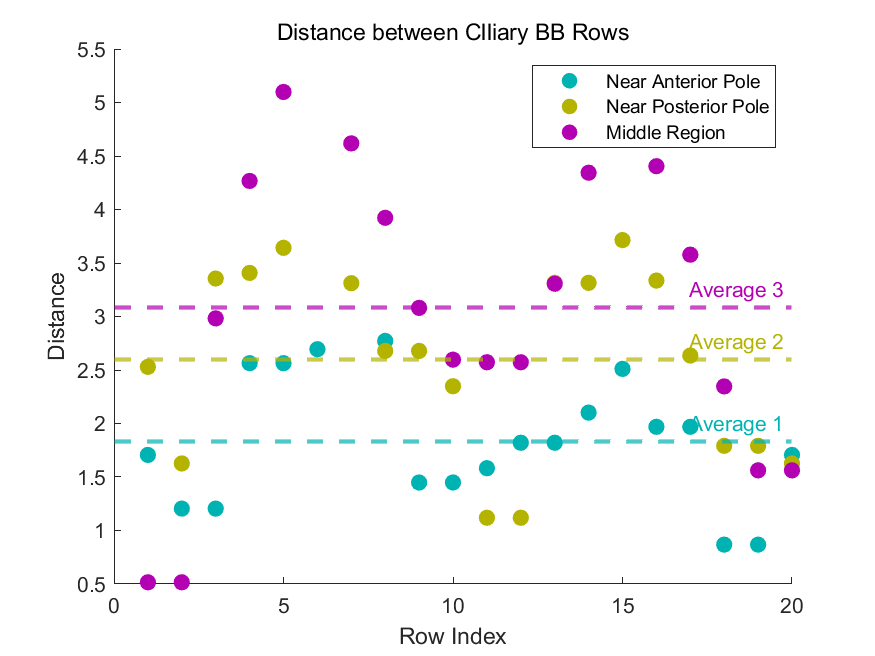 Distance between CIliary BB Rows
5.5
5
4.5
4
3.5
3
2.5
2
1.5
1
0.5
Distance
Near Anterior Pole
Near Posterior Pole
Middle Region
Average 3
Average 2
Average 1
0
5
10
15
20
Row Index